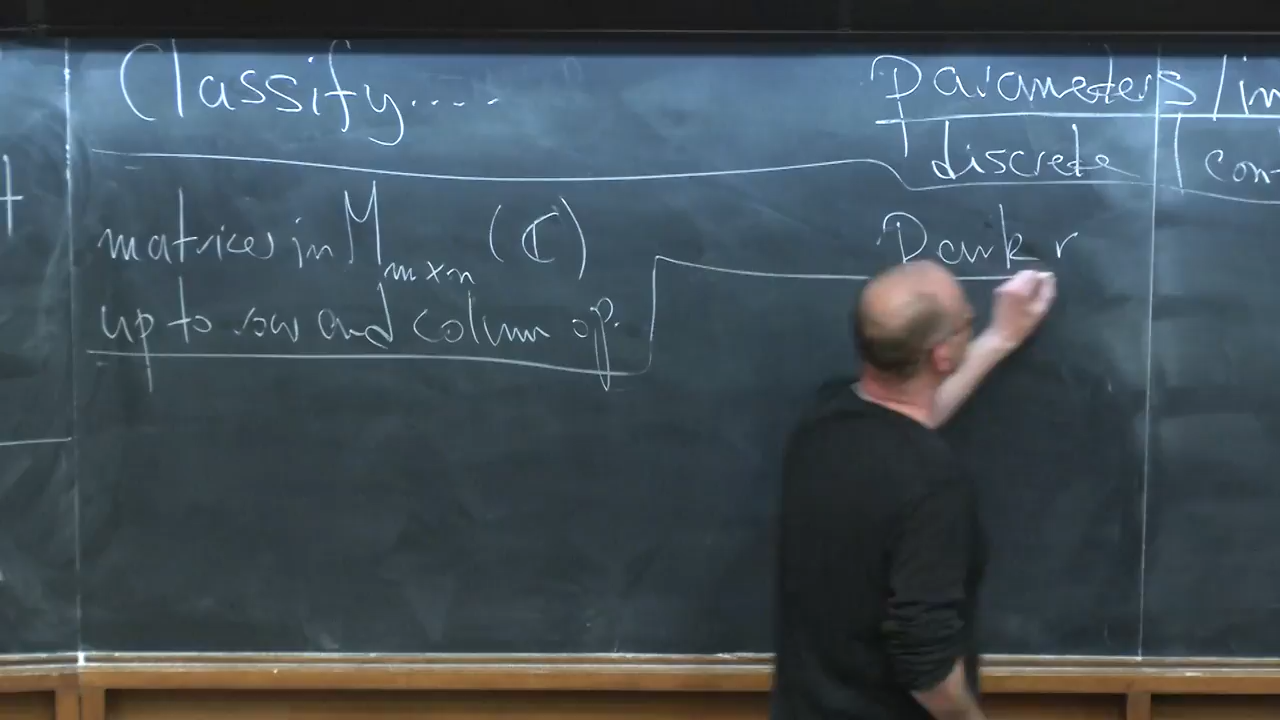 Classify.....
Parameters/in
discrete | con-
matrices in M_{m×n} (ℂ)
up to row and column op.
Rank r